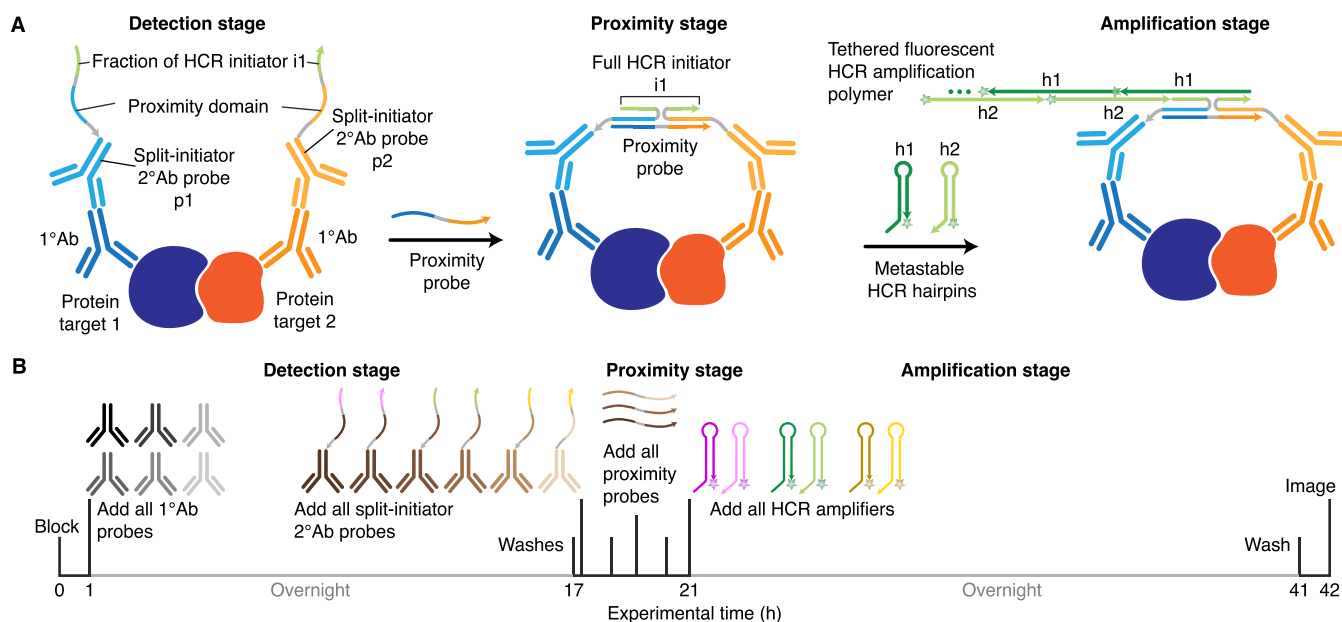 A
Detection stage
Proximity stage
Amplification stage
Fraction of HCR initiator i1
Proximity domain
Split-initiator
2°Ab probe
p2
Split-initiator
2°Ab probe
p1
1°Ab
1°Ab
Protein
target 1
Protein
target 2
Proximity
probe
Full HCR initiator
i1
Proximity
probe
Tethered fluorescent
HCR amplification
polymer
h1
h1
h2
h2
h1
h2
Metastable
HCR hairpins
B
Detection stage
Proximity stage
Amplification stage
Block
Add all 1°Ab
probes
Add all split-initiator
2°Ab probes
Washes
Add all
proximity
probes
Add all HCR amplifiers
Wash
Image
0
1
Overnight
17
21
Overnight
41
42
Experimental time (h)